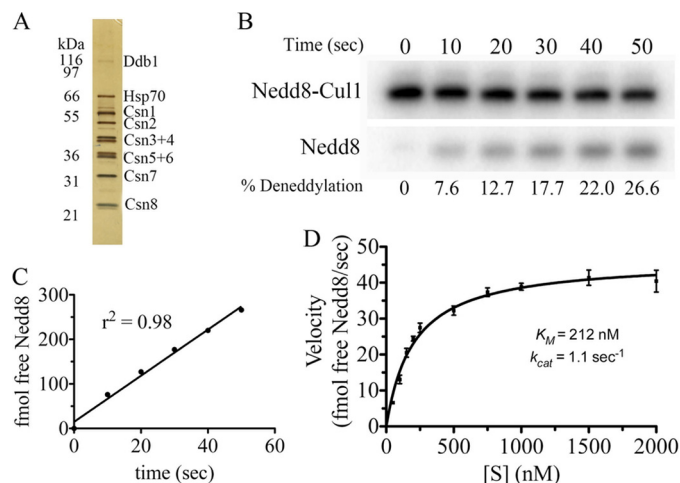 A
kDa
116
97
66
55
36
31
21
Ddb1
Hsp70
Csn1
Csn2
Csn3+4
Csn5+6
Csn7
Csn8
B
Time (sec) 0 10 20 30 40 50
Nedd8-Cul1
Nedd8
% Deneddylation 0 7.6 12.7 17.7 22.0 26.6
C
fmol free Nedd8
300
200
100
0
r² = 0.98
0 20 40 60
time (sec)
D
Velocity
(fmol free Nedd8/sec)
50
40
30
20
10
0
K_M = 212 nM
k_cat = 1.1 sec⁻¹
0 500 1000 1500 2000
[S] (nM)